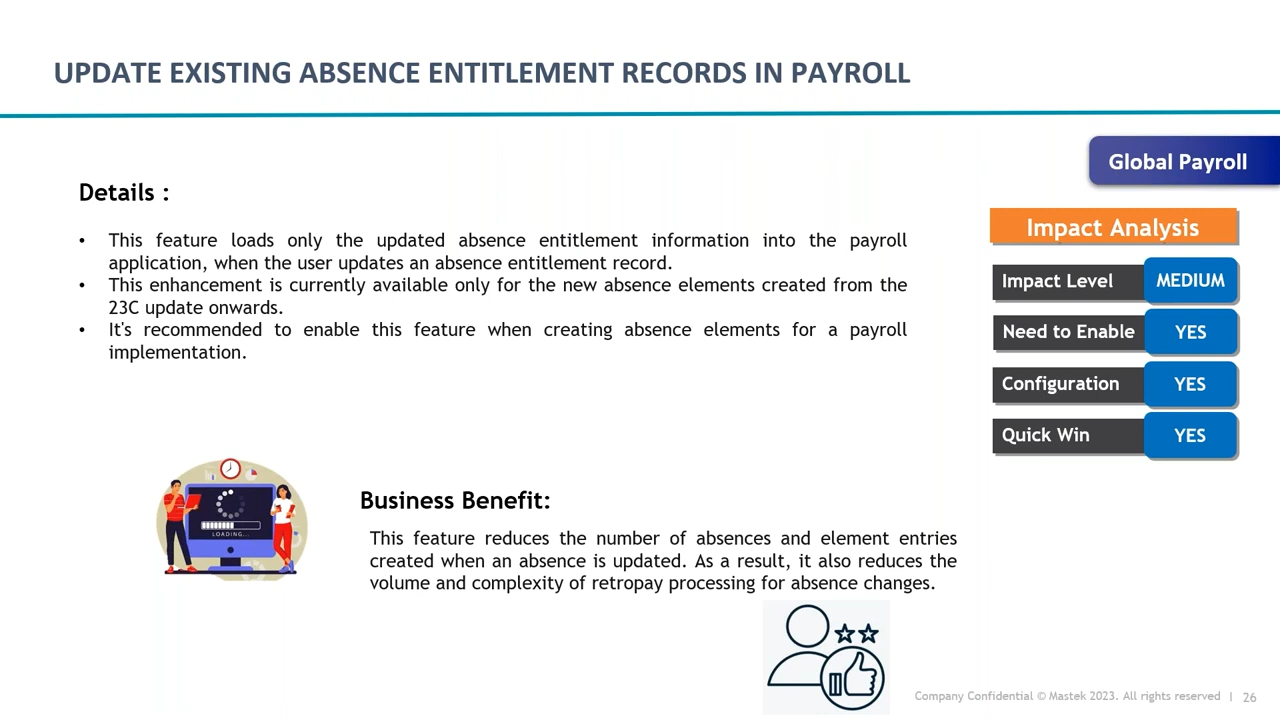 UPDATE EXISTING ABSENCE ENTITLEMENT RECORDS IN PAYROLL
Global Payroll
Details :
• This feature loads only the updated absence entitlement information into the payroll
application, when the user updates an absence entitlement record.
• This enhancement is currently available only for the new absence elements created from the
23C update onwards.
• It's recommended to enable this feature when creating absence elements for a payroll
implementation.
Impact Analysis
Impact Level MEDIUM
Need to Enable YES
Configuration YES
Quick Win YES
LOADING...
Business Benefit:
This feature reduces the number of absences and element entries
created when an absence is updated. As a result, it also reduces the
volume and complexity of retropay processing for absence changes.
Company Confidential © Mastek 2023. All rights reserved | 26